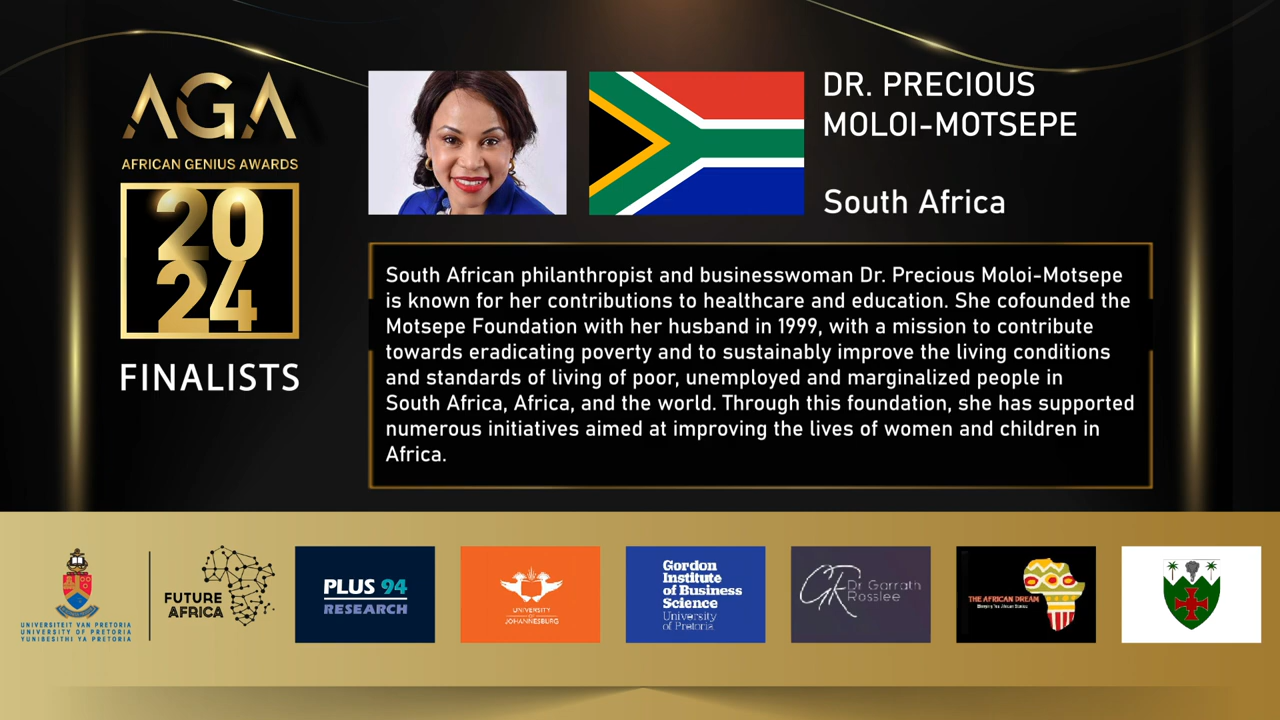 AGA
AFRICAN GENIUS AWARDS
20
24
FINALISTS
DR. PRECIOUS
MOLOI-MOTSEPE
South Africa
South African philanthropist and businesswoman Dr. Precious Moloi-Motsepe
is known for her contributions to healthcare and education. She cofounded the
Motsepe Foundation with her husband in 1999, with a mission to contribute
towards eradicating poverty and to sustainably improve the living conditions
and standards of living of poor, unemployed and marginalized people in
South Africa, Africa, and the world. Through this foundation, she has supported
numerous initiatives aimed at improving the lives of women and children in
Africa.
UNIVERSITEIT VAN PRETORIA
UNIVERSITY OF PRETORIA
YUNIBESITHI YA PRETORIA
FUTURE
AFRICA
PLUS 94
RESEARCH
UNIVERSITY
OF
JOHANNESBURG
Gordon
Institute
of Business
Science
University
of Pretoria
GR Dr Garrath
Rosslee
THE AFRICAN DREAM